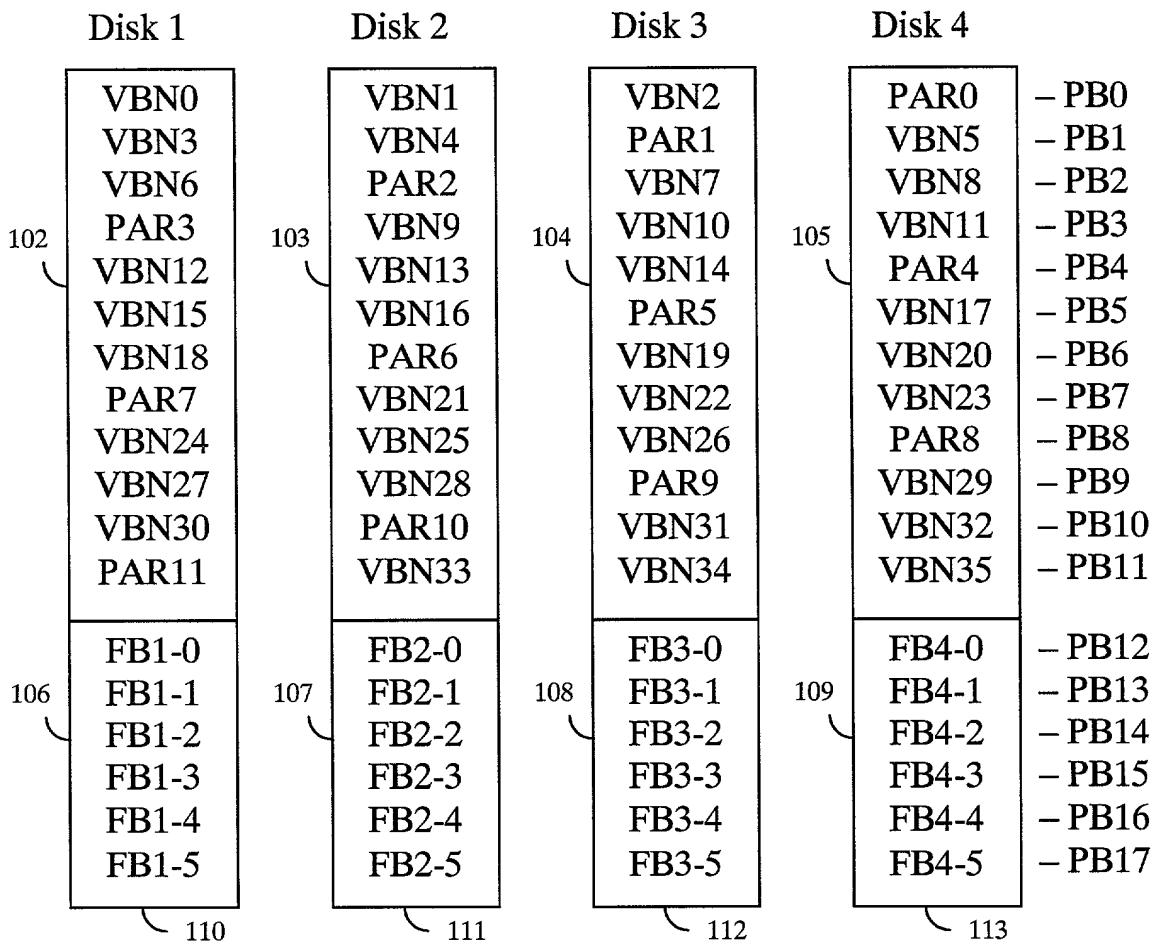 Disk 1 Disk 2 Disk 3 Disk 4
VBN0 VBN1 VBN2 PAR0 – PB0
VBN3 VBN4 PAR1 VBN5 – PB1
VBN6 PAR2 VBN7 VBN8 – PB2
PAR3 VBN9 VBN10 VBN11 – PB3
102 103 104 105
VBN12 VBN13 VBN14 PAR4 – PB4
VBN15 VBN16 PAR5 VBN17 – PB5
VBN18 PAR6 VBN19 VBN20 – PB6
PAR7 VBN21 VBN22 VBN23 – PB7
VBN24 VBN25 VBN26 PAR8 – PB8
VBN27 VBN28 PAR9 VBN29 – PB9
VBN30 PAR10 VBN31 VBN32 – PB10
PAR11 VBN33 VBN34 VBN35 – PB11
FB1-0 FB2-0 FB3-0 FB4-0 – PB12
106 FB1-1 107 FB2-1 108 FB3-1 109 FB4-1 – PB13
FB1-2 FB2-2 FB3-2 FB4-2 – PB14
FB1-3 FB2-3 FB3-3 FB4-3 – PB15
FB1-4 FB2-4 FB3-4 FB4-4 – PB16
FB1-5 FB2-5 FB3-5 FB4-5 – PB17
110 111 112 113